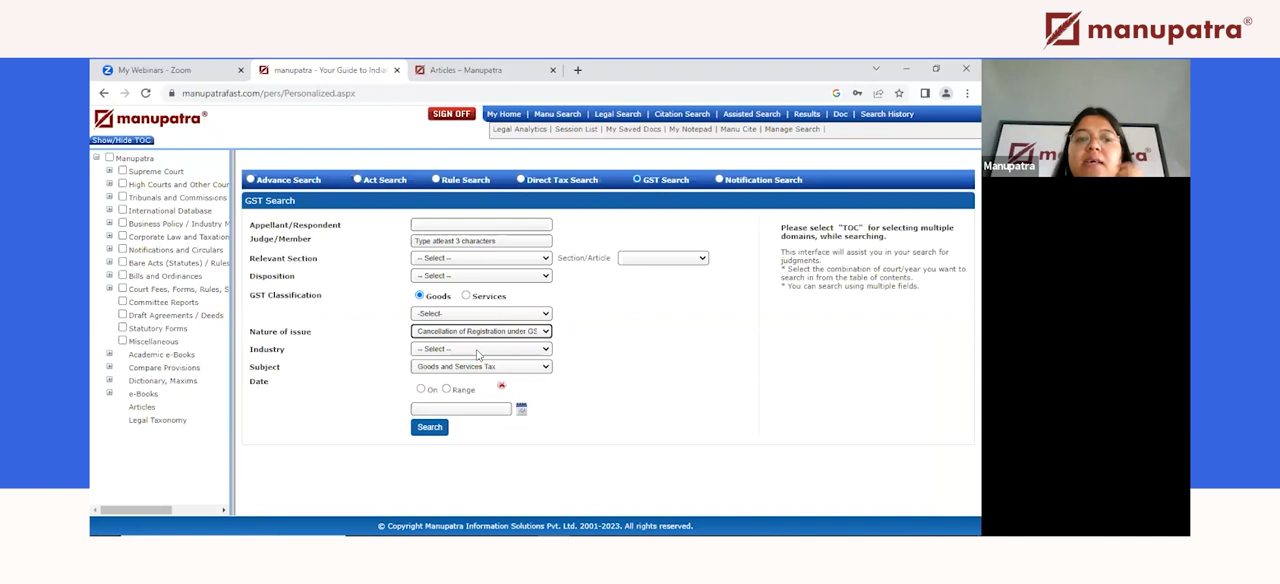 manupatra®
My Webinars - Zoom
manupatra - Your Guide to Indi
Articles – Manupatra
manupatrafast.com/pers/Personalized.aspx
manupatra®
SIGN OFF
My Home | Manu Search | Legal Search | Citation Search | Assisted Search | Results | Doc | Search History
Legal Analytics | Session List | My Saved Docs | My Notepad | Manu Cite | Manage Search |
Show/Hide TOC
Manupatra
Supreme Court
High Courts and Other Cour
Tribunals and Commissions
International Database
Business Policy / Industry M
Corporate Law and Taxation
Notifications and Circulars
Bare Acts (Statutes) / Rules
Bills and Ordinances
Court Fees, Forms, Rules, S
Committee Reports
Draft Agreements / Deeds
Statutory Forms
Miscellaneous
Academic e-Books
Compare Provisions
Dictionary, Maxims
e-Books
Articles
Legal Taxonomy
Advance Search Act Search Rule Search Direct Tax Search GST Search Notification Search
GST Search
Appellant/Respondent
Judge/Member Type atleast 3 characters
Relevant Section -- Select -- Section/Article
Disposition -- Select --
GST Classification Goods Services
-Select-
Nature of issue Cancellation of Registration under GS
Industry -- Select --
Subject Goods and Services Tax
Date
On Range
Search
Please select "TOC" for selecting multiple
domains, while searching.
This interface will assist you in your search for
judgments.
* Select the combination of court/year you want to
search in from the table of contents.
* You can search using multiple fields.
© Copyright Manupatra Information Solutions Pvt. Ltd. 2001-2023. All rights reserved.
Manupatra